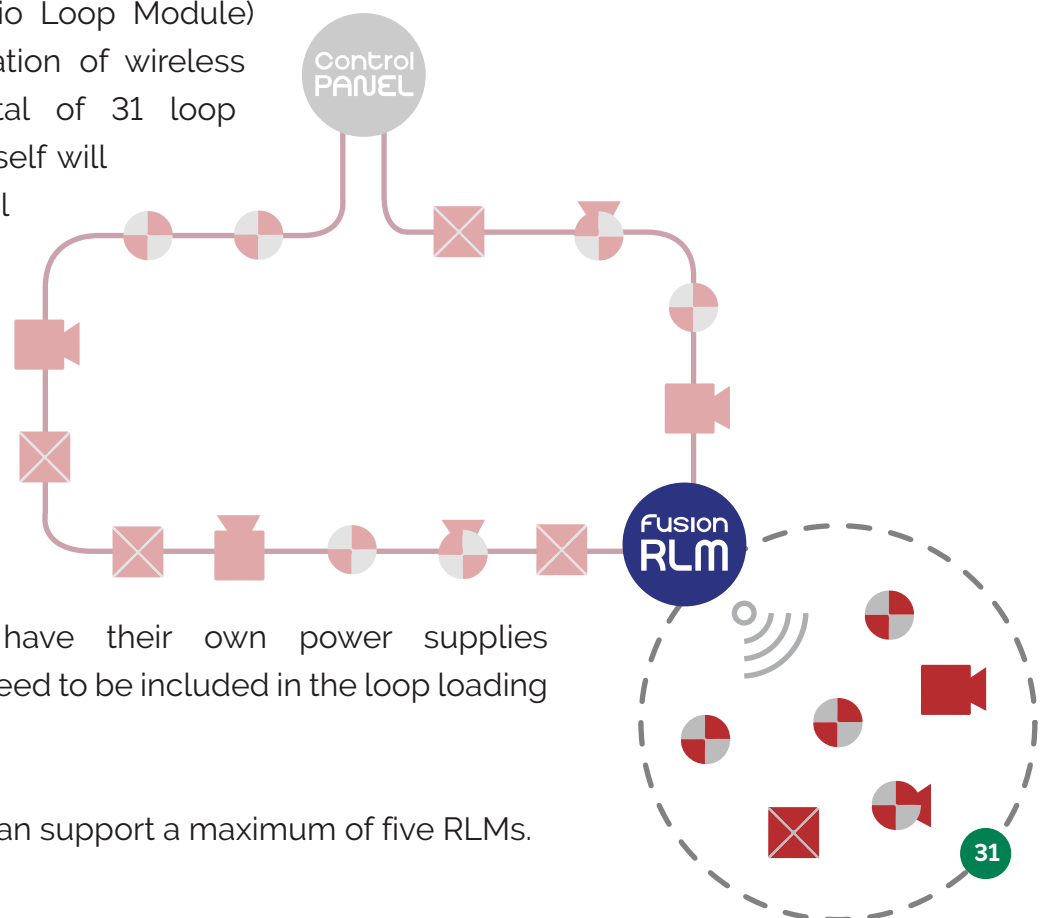 io Loop Module)
ation of wireless
tal of 31 loop
self will
l
Control
PANEL
Fusion
RLM
have their own power supplies
eed to be included in the loop loading
an support a maximum of five RLMs.
31